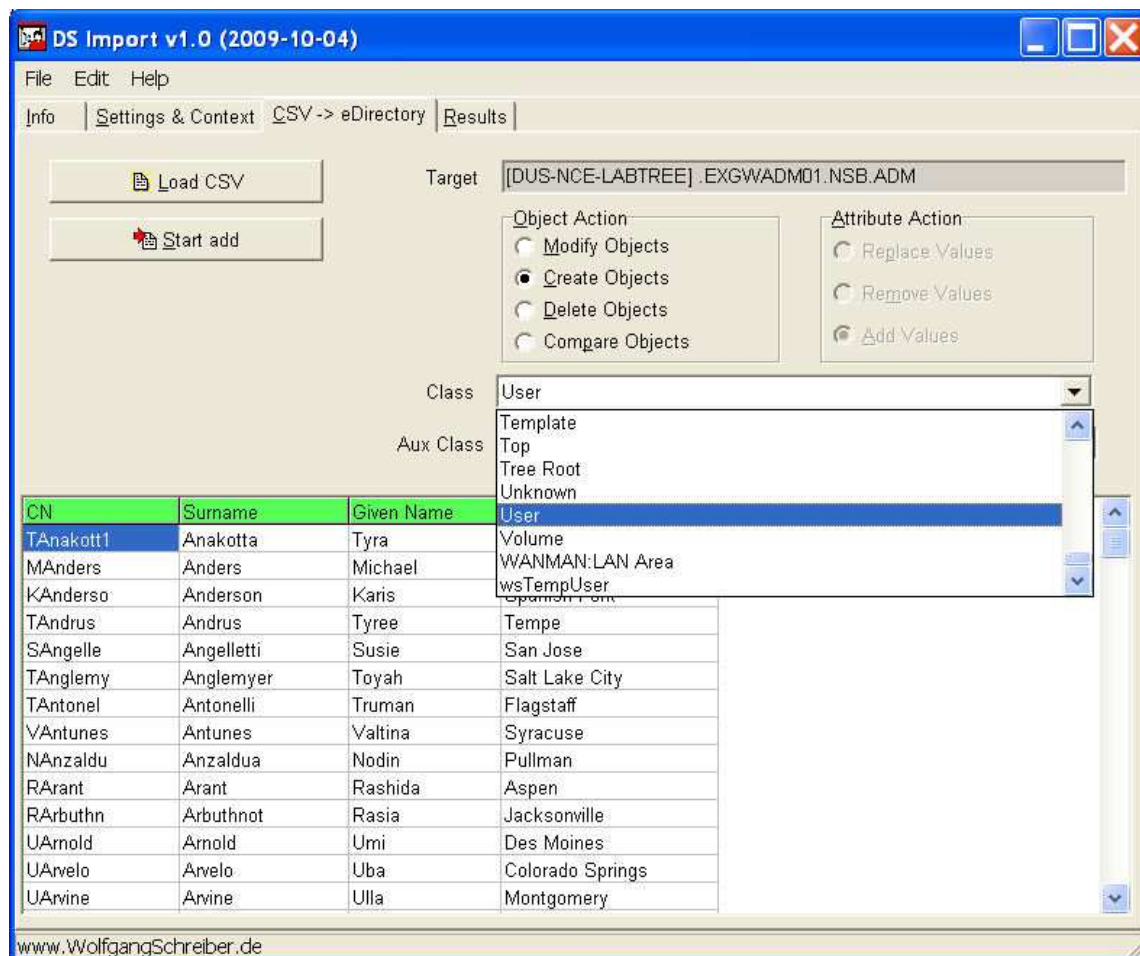 DS Import v1.0 (2009-10-04)
File Edit Help
Info Settings & Context CSV -> eDirectory Results
Load CSV
Target [DUS-NCE-LABTREE] .EXGWADM01.NSB.ADM
Start add
Object Action
Modify Objects
Create Objects
Delete Objects
Compare Objects
Attribute Action
Replace Values
Remove Values
Add Values
Class User
Aux Class
Template
Top
Tree Root
Unknown
User
Volume
WANMAN:LAN Area
wsTempUser
CN Surname Given Name
TAnakott1 Anakotta Tyra
MAnders Anders Michael
KAnderso Anderson Karis
TAndrus Andrus Tyree Tempe
SAngelle Angelletti Susie San Jose
TAnglemy Anglemyer Toyah Salt Lake City
TAntonel Antonelli Truman Flagstaff
VAntunes Antunes Valtina Syracuse
NAnzaldu Anzaldua Nodin Pullman
RArant Arant Rashida Aspen
RArbuthn Arbuthnot Rasia Jacksonville
UArnold Arnold Umi Des Moines
UArvelo Arvelo Uba Colorado Springs
UArvine Arvine Ulla Montgomery
www.WolfgangSchreiber.de